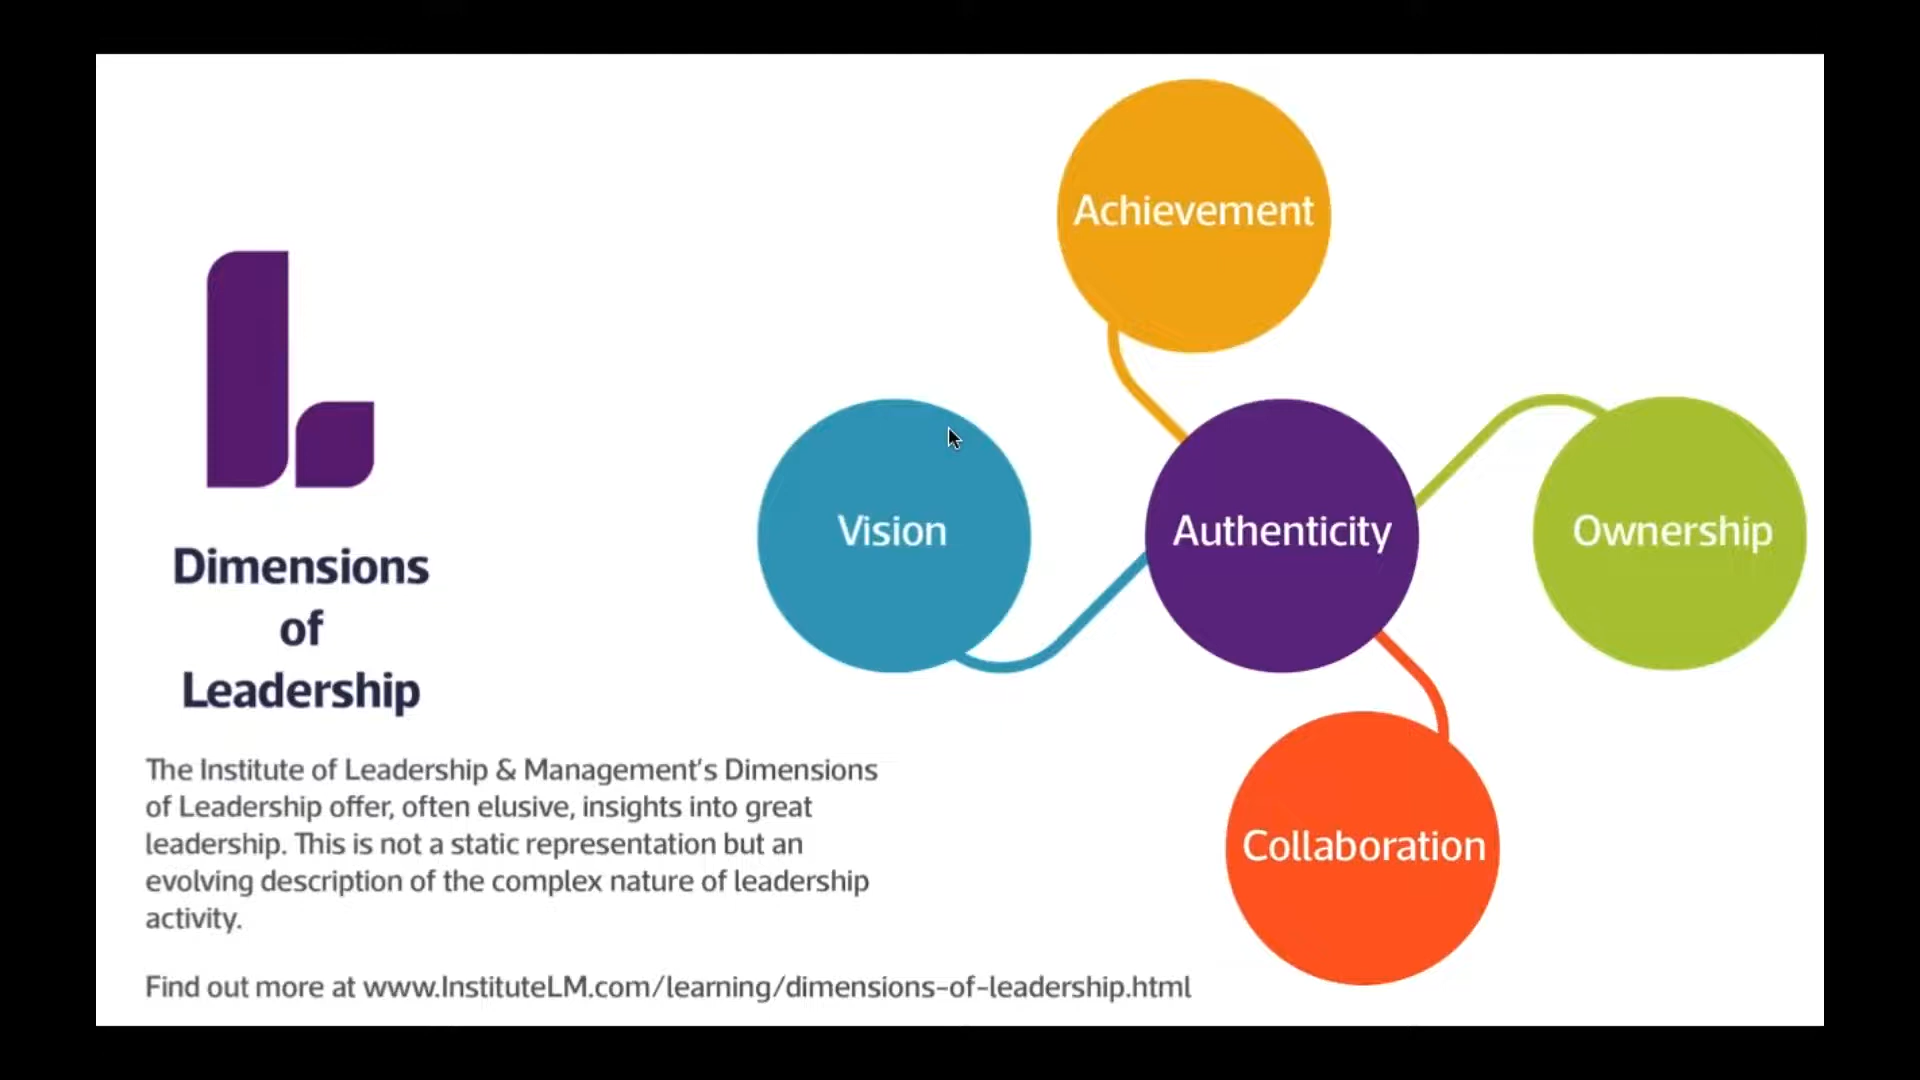 Dimensions
of
Leadership
The Institute of Leadership & Management's Dimensions
of Leadership offer, often elusive, insights into great
leadership. This is not a static representation but an
evolving description of the complex nature of leadership
activity.
Find out more at www.InstituteLM.com/learning/dimensions-of-leadership.html
Achievement
Vision
Authenticity
Ownership
Collaboration